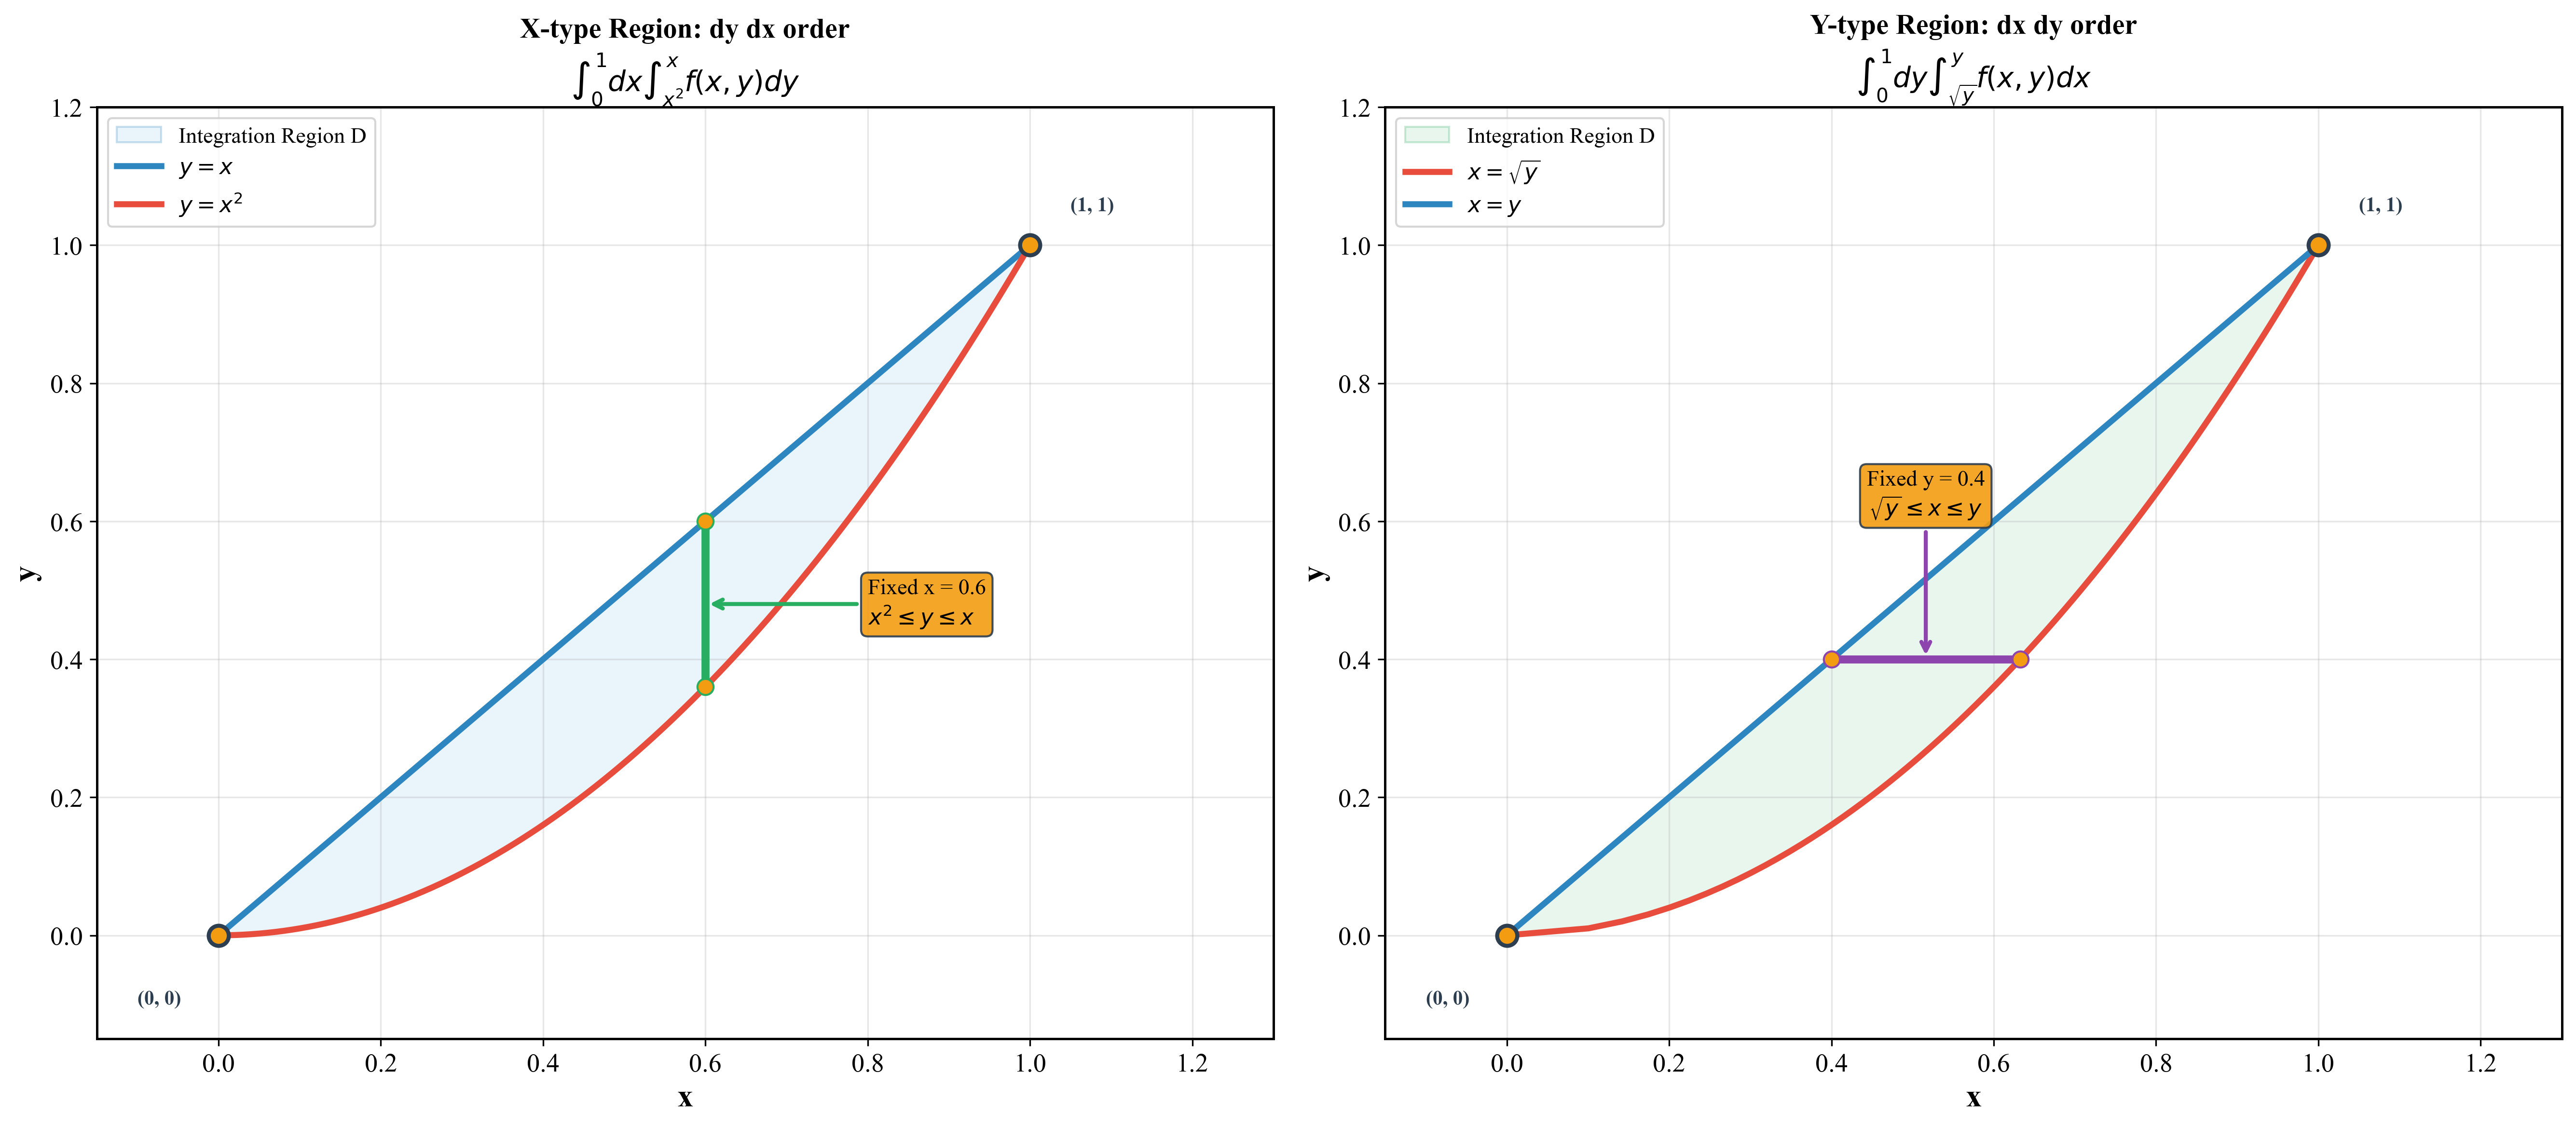 X-type Region: dy dx order
∫₀¹dx∫ₓ²ˣf(x, y)dy
1.2
1.0
0.8
0.6
0.4
0.2
0.0
y
Integration Region D
y = x
y = x²
(1, 1)
Fixed x = 0.6
x² ≤ y ≤ x
(0, 0)
0.0 0.2 0.4 0.6 0.8 1.0 1.2
x
Y-type Region: dx dy order
∫₀¹dy∫_√y^y f(x, y)dx
1.2
1.0
0.8
0.6
0.4
0.2
0.0
y
Integration Region D
x = √y
x = y
(1, 1)
Fixed y = 0.4
√y ≤ x ≤ y
(0, 0)
0.0 0.2 0.4 0.6 0.8 1.0 1.2
x